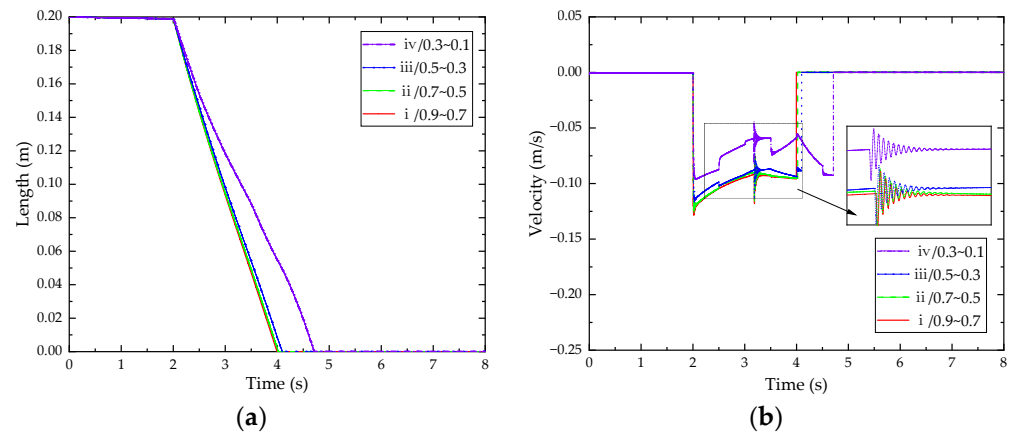 0.20
0.18
0.16
0.14
0.12
0.10
0.08
0.06
0.04
0.02
0.00
Length (m)
0 1 2 3 4 5 6 7 8
Time (s)
iv/0.3~0.1
iii/0.5~0.3
ii/0.7~0.5
i/0.9~0.7
(a)
0.05
0.00
−0.05
−0.10
−0.15
−0.20
−0.25
Velocity (m/s)
0 1 2 3 4 5 6 7 8
Time (s)
iv/0.3~0.1
iii/0.5~0.3
ii/0.7~0.5
i/0.9~0.7
(b)